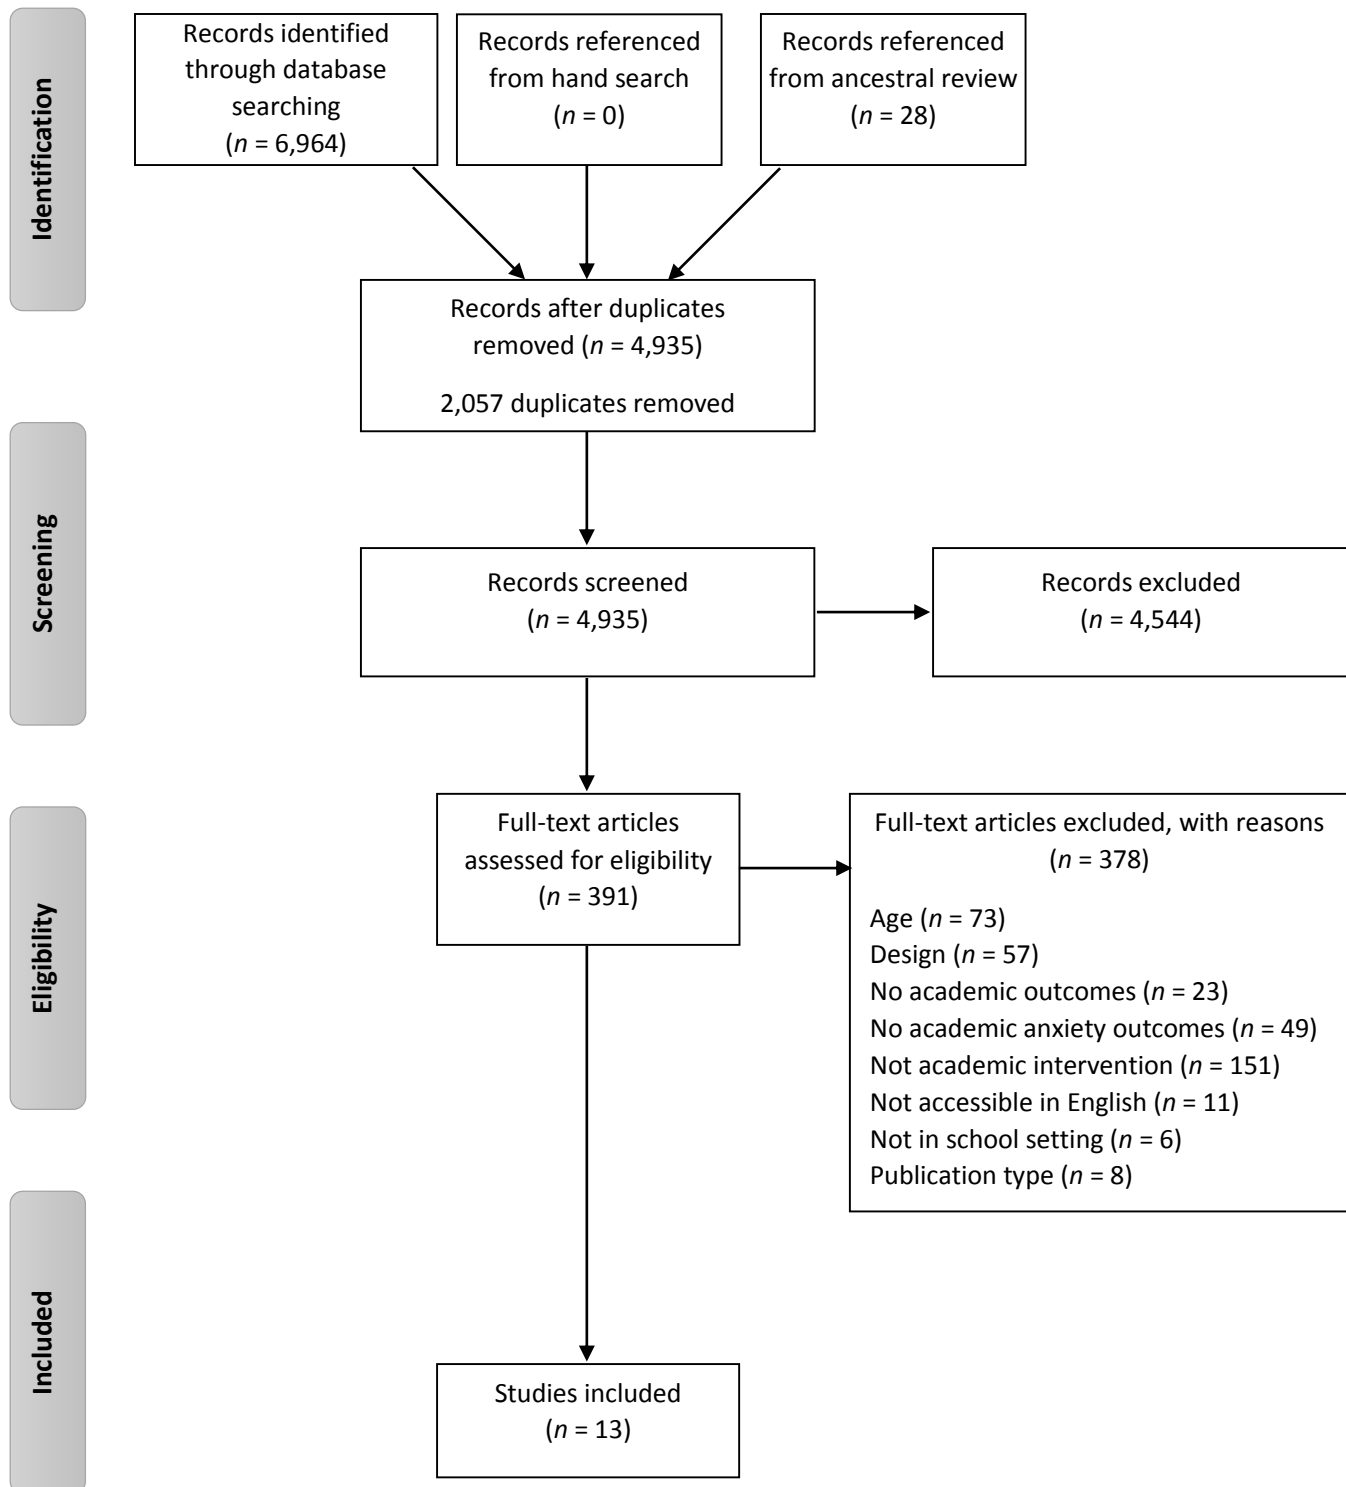 Identification
Records identified
through database
searching
(n = 6,964)
Records referenced
from hand search
(n = 0)
Records referenced
from ancestral review
(n = 28)
Records after duplicates
removed (n = 4,935)
2,057 duplicates removed
Screening
Records screened
(n = 4,935)
Records excluded
(n = 4,544)
Eligibility
Full-text articles
assessed for eligibility
(n = 391)
Full-text articles excluded, with reasons
(n = 378)
Age (n = 73)
Design (n = 57)
No academic outcomes (n = 23)
No academic anxiety outcomes (n = 49)
Not academic intervention (n = 151)
Not accessible in English (n = 11)
Not in school setting (n = 6)
Publication type (n = 8)
Included
Studies included
(n = 13)